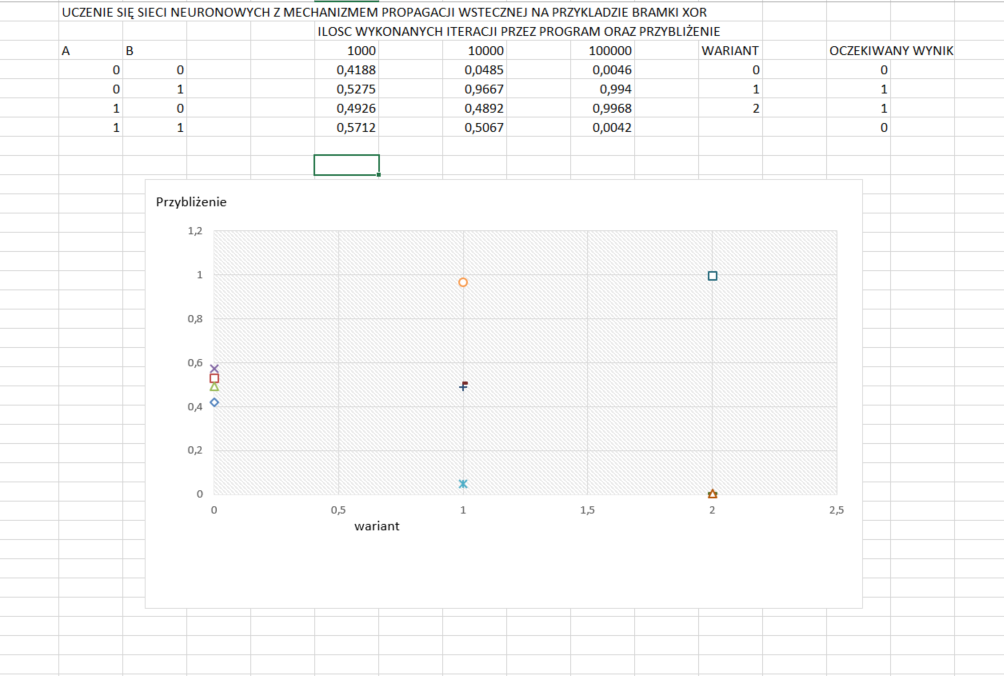 UCZENIE SIĘ SIECI NEURONOWYCH Z MECHANIZMEM PROPAGACJI WSTECZNEJ NA PRZYKLADZIE BRAMKI XOR
ILOSC WYKONANYCH ITERACJI PRZEZ PROGRAM ORAZ PRZYBLIŻENIE
A B 1000 10000 100000 WARIANT OCZEKIWANY WYNIK
0 0 0,4188 0,0485 0,0046 0 0
0 1 0,5275 0,9667 0,994 1 1
1 0 0,4926 0,4892 0,9968 2 1
1 1 0,5712 0,5067 0,0042 0
Przybliżenie
1,2
1
0,8
0,6
0,4
0,2
0
0 0,5 1 1,5 2 2,5
wariant